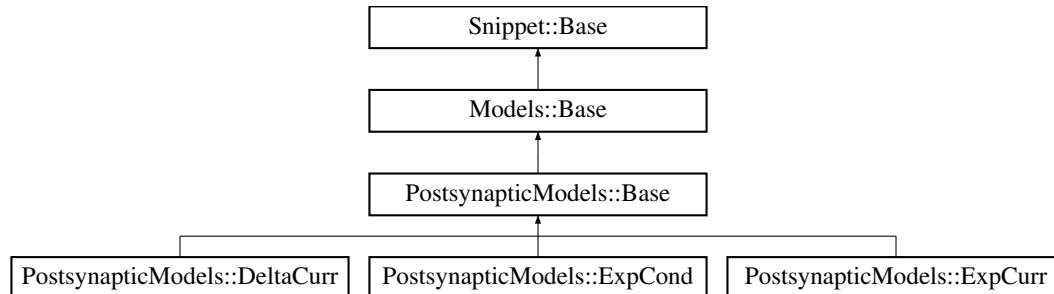 Snippet::Base
Models::Base
PostsynapticModels::Base
PostsynapticModels::DeltaCurr PostsynapticModels::ExpCond PostsynapticModels::ExpCurr